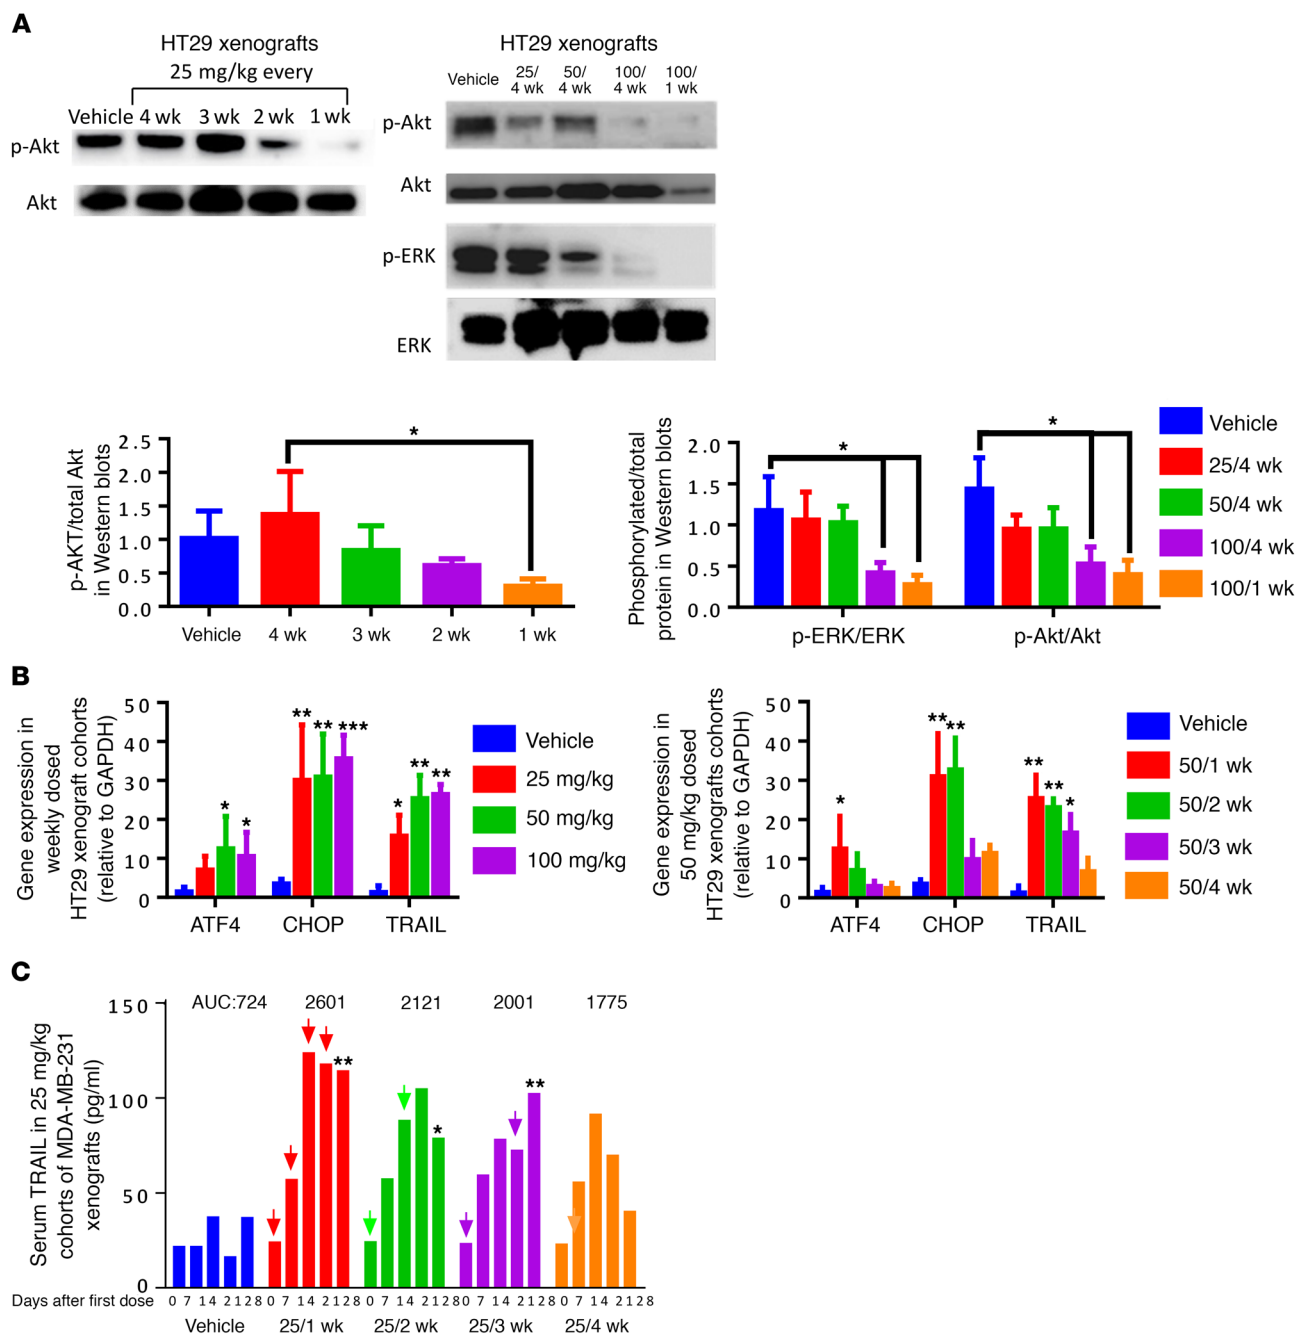 A
HT29 xenografts
25 mg/kg every
Vehicle 4 wk 3 wk 2 wk 1 wk
p-Akt
Akt
HT29 xenografts
Vehicle 25/ 50/ 100/ 100/
4 wk 4 wk 4 wk 1 wk
p-Akt
Akt
p-ERK
ERK
p-AKT/total Akt
in Western blots
2.5
2.0
1.5
1.0
0.5
0.0
*
Vehicle 4 wk 3 wk 2 wk 1 wk
Phosphorylated/total
protein in Western blots
2.0
1.5
1.0
0.5
0.0
*
*
p-ERK/ERK p-Akt/Akt
Vehicle
25/4 wk
50/4 wk
100/4 wk
100/1 wk
B
Gene expression in
weekly dosed
HT29 xenograft cohorts
(relative to GAPDH)
50
40
30
20
10
0
* * ** ** *** * ** **
ATF4 CHOP TRAIL
Vehicle
25 mg/kg
50 mg/kg
100 mg/kg
Gene expression in
50 mg/kg dosed
HT29 xenografts cohorts
(relative to GAPDH)
50
40
30
20
10
0
* ** ** ** ** *
ATF4 CHOP TRAIL
Vehicle
50/1 wk
50/2 wk
50/3 wk
50/4 wk
C
Serum TRAIL in 25 mg/kg
cohorts of MDA-MB-231
xenografts (pg/ml)
150
100
50
0
AUC:724 2601 2121 2001 1775
** * **
Days after first dose 0 7 14 21 28 0 7 14 21 28 0 7 14 21 28 0 7 14 21 28 0 7 14 21 28
Vehicle 25/1 wk 25/2 wk 25/3 wk 25/4 wk